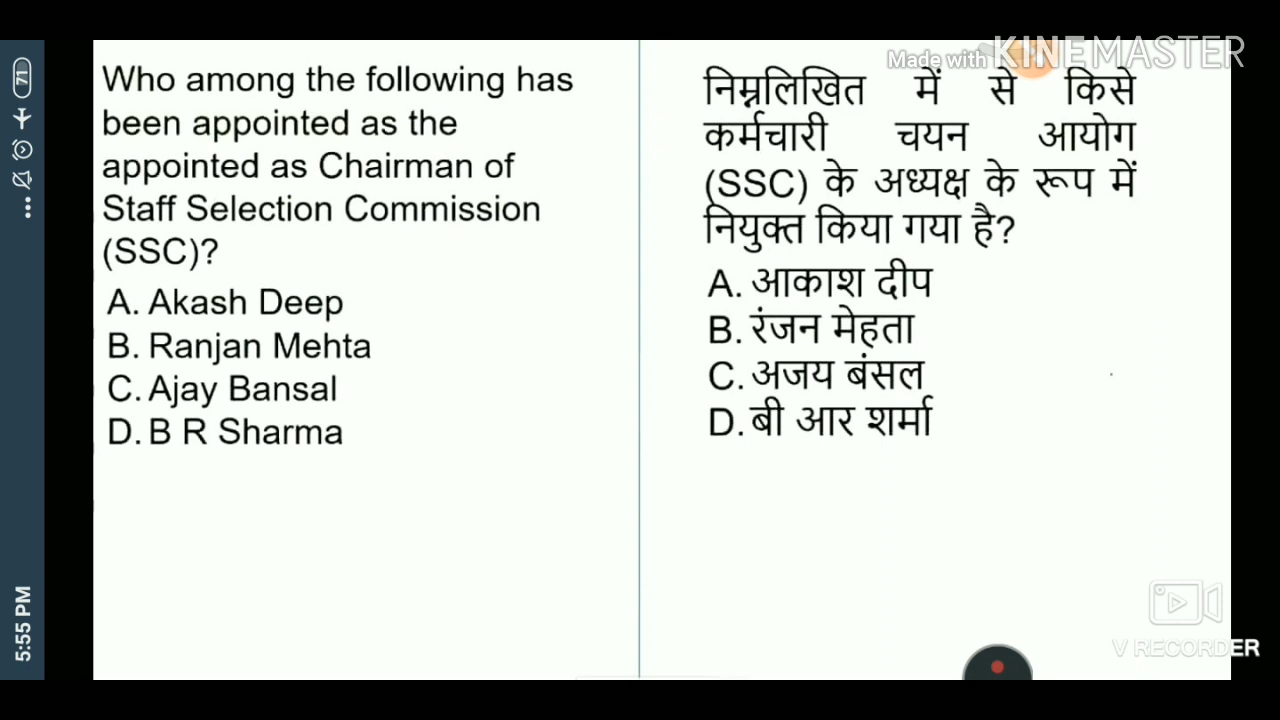 Made with KINEMASTER
71
5:55 PM
Who among the following has
been appointed as the
appointed as Chairman of
Staff Selection Commission
(SSC)?
A. Akash Deep
B. Ranjan Mehta
C. Ajay Bansal
D. B R Sharma
निम्नलिखित में से किसे
कर्मचारी चयन आयोग
(SSC) के अध्यक्ष के रूप में
नियुक्त किया गया है?
A. आकाश दीप
B. रंजन मेहता
C. अजय बंसल
D. बी आर शर्मा
V RECORDER